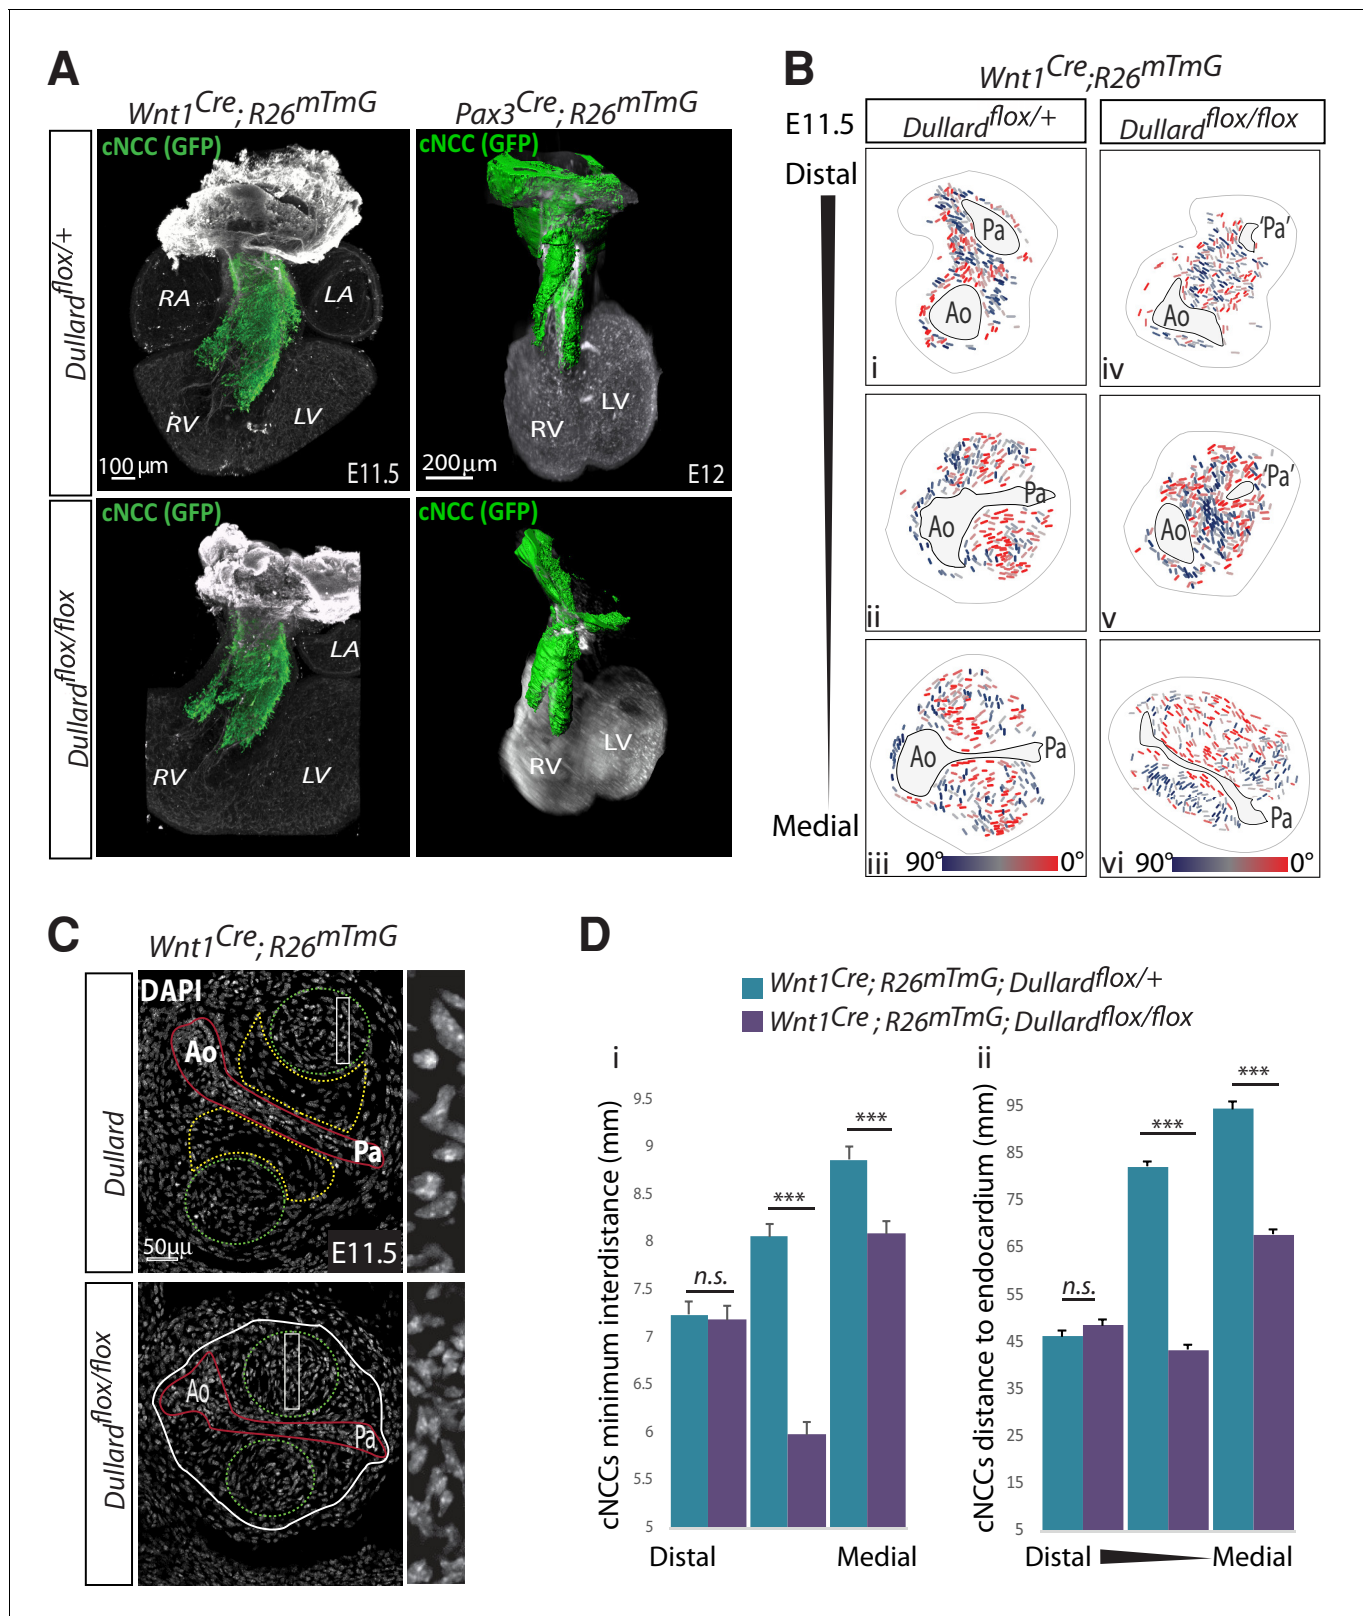 A
Wnt1Cre; R26mTmG
Pax3Cre; R26mTmG
Dullardflox/+
cNCC (GFP)
RA
LA
RV
LV
100 µm
E11.5
cNCC (GFP)
RV
LV
200µm
E12
Dullardflox/flox
cNCC (GFP)
LA
RV
LV
cNCC (GFP)
RV
LV
B
Wnt1Cre;R26mTmG
E11.5
Dullardflox/+
Dullardflox/flox
Distal
Medial
Pa
Ao
i
'Pa'
Ao
iv
Pa
Ao
ii
'Pa'
Ao
v
Ao
Pa
iii 90° 0°
Pa
vi 90° 0°
C
Wnt1Cre; R26mTmG
Dullard
DAPI
Ao
Pa
50µµ
E11.5
Dullardflox/flox
Ao
Pa
D
Wnt1Cre; R26mTmG; Dullardflox/+
Wnt1Cre ; R26mTmG; Dullardflox/flox
i
cNCCs minimum interdistance (mm)
9.5
9
8.5
8
7.5
7
6.5
6
5.5
5
n.s.
***
***
Distal
Medial
ii
cNCCs distance to endocardium (mm)
95
85
75
65
55
45
35
25
15
5
n.s.
***
***
Distal
Medial